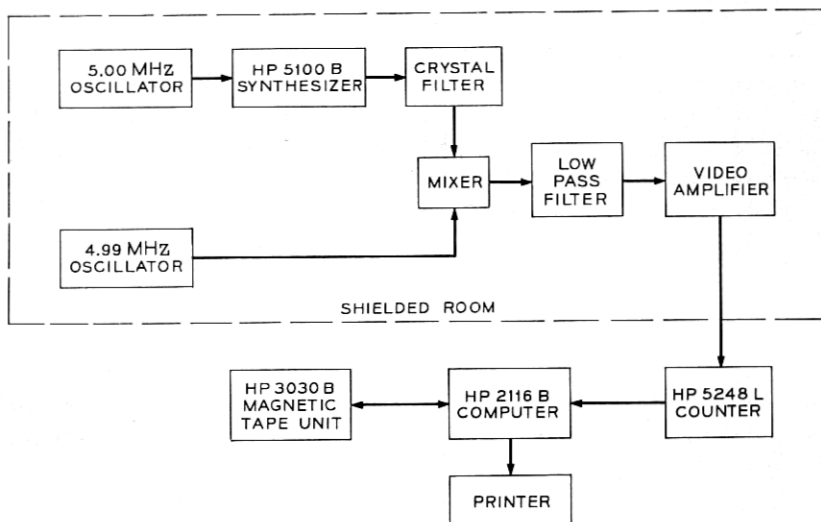 5.00 MHz
OSCILLATOR
HP 5100 B
SYNTHESIZER
CRYSTAL
FILTER
MIXER
LOW
PASS
FILTER
VIDEO
AMPLIFIER
4.99 MHz
OSCILLATOR
SHIELDED ROOM
HP 3030 B
MAGNETIC
TAPE UNIT
HP 2116 B
COMPUTER
HP 5248 L
COUNTER
PRINTER